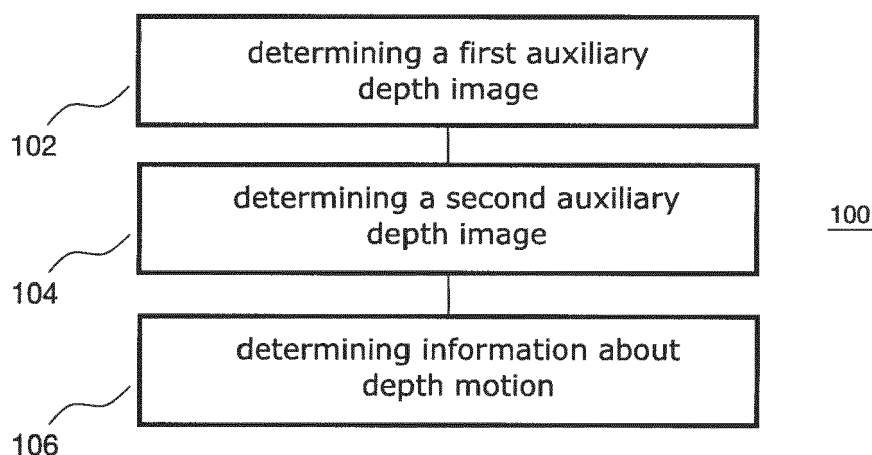 determining a first auxiliary
depth image
102
determining a second auxiliary
depth image
100
104
determining information about
depth motion
106